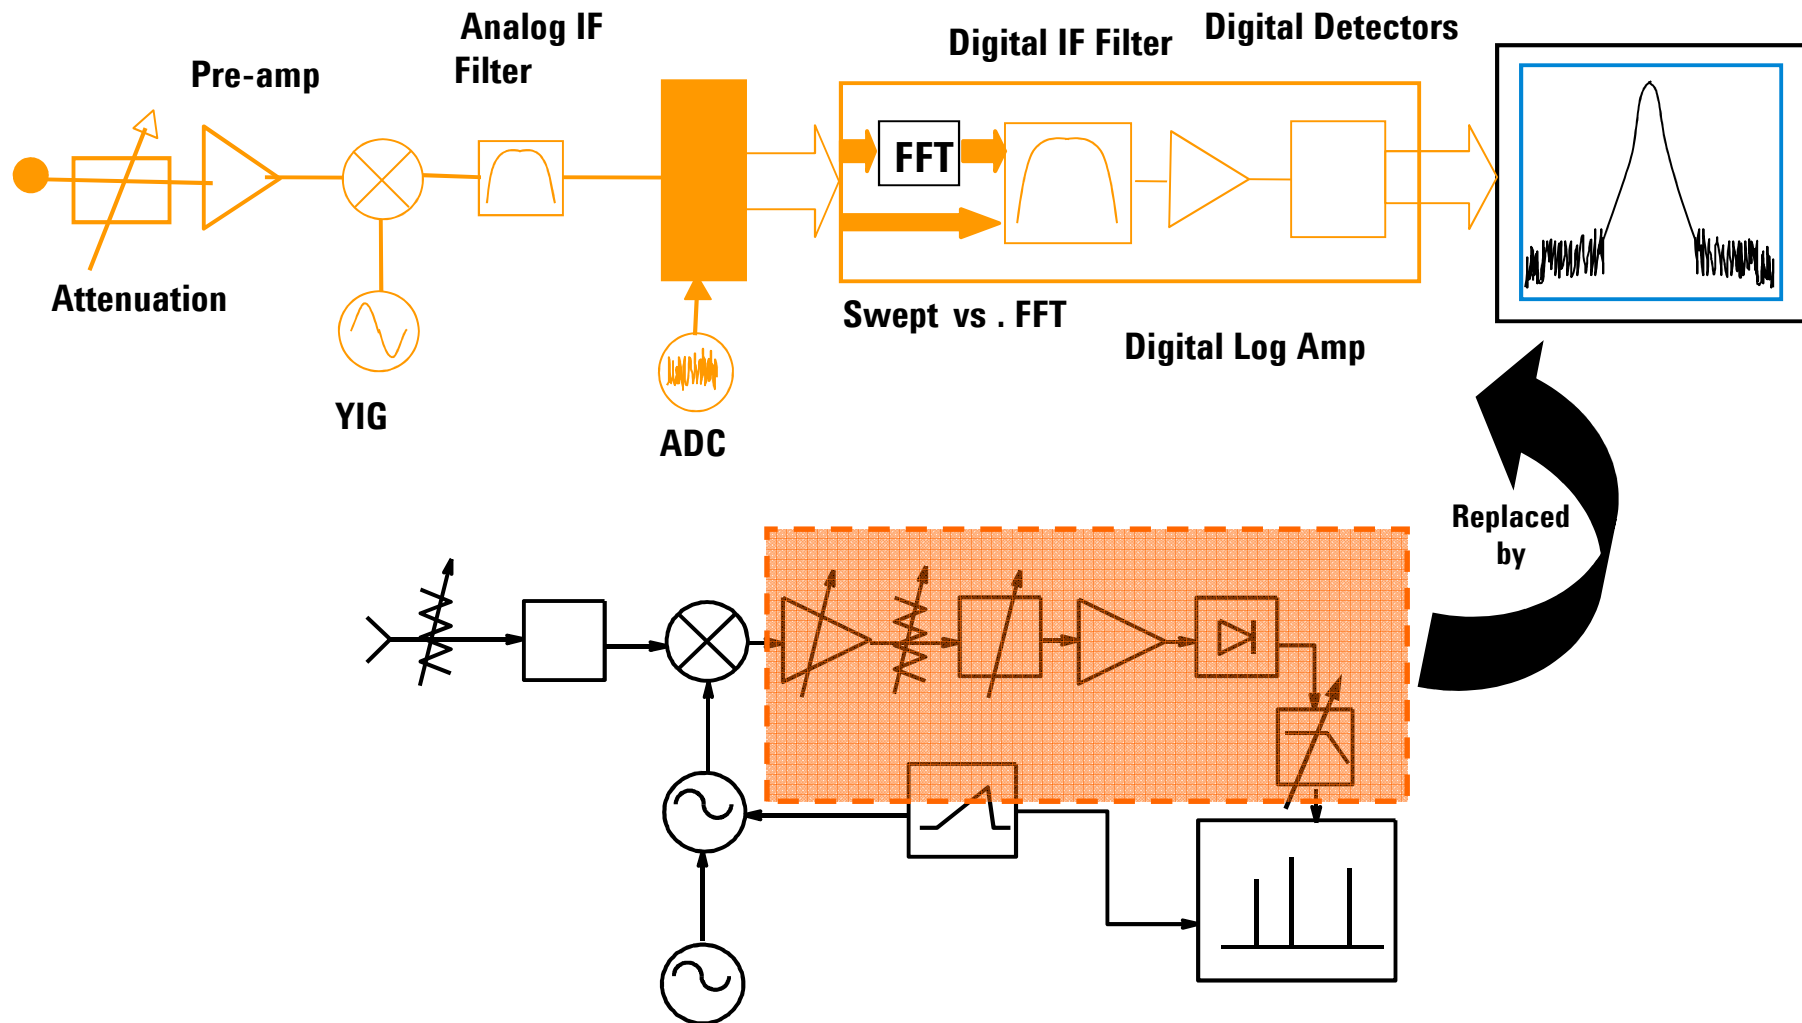 Analog IF
Filter
Digital IF Filter
Digital Detectors
Pre-amp
FFT
Attenuation
Swept vs . FFT
Digital Log Amp
YIG
ADC
Replaced
by